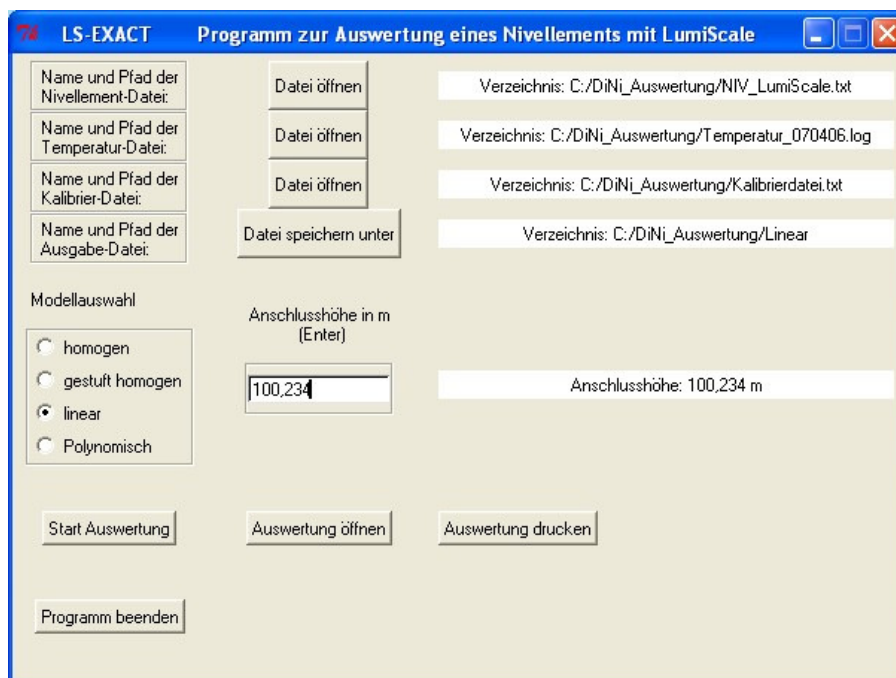 LS-EXACT Programm zur Auswertung eines Nivellements mit LumiScale
Name und Pfad der
Nivellement-Datei:
Datei öffnen
Verzeichnis: C:/DiNi_Auswertung/NIV_LumiScale.txt
Name und Pfad der
Temperatur-Datei:
Datei öffnen
Verzeichnis: C:/DiNi_Auswertung/Temperatur_070406.log
Name und Pfad der
Kalibrier-Datei:
Datei öffnen
Verzeichnis: C:/DiNi_Auswertung/Kalibrierdatei.txt
Name und Pfad der
Ausgabe-Datei:
Datei speichern unter
Verzeichnis: C:/DiNi_Auswertung/Linear
Modellauswahl
homogen
gestuft homogen
linear
Polynomisch
Anschlusshöhe in m
(Enter)
100,234
Anschlusshöhe: 100,234 m
Start Auswertung
Auswertung öffnen
Auswertung drucken
Programm beenden